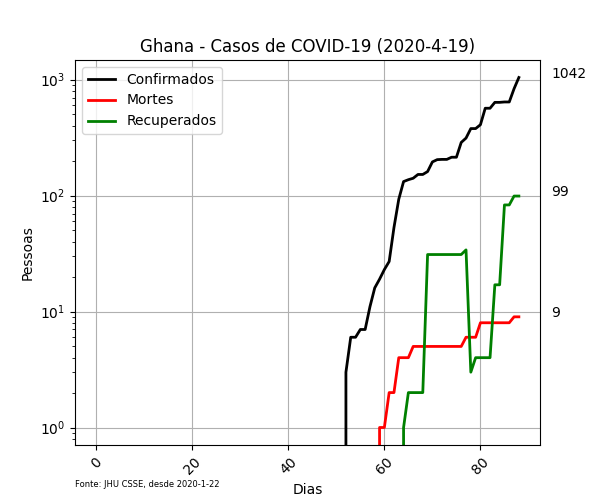 Ghana - Casos de COVID-19 (2020-4-19)
Confirmados
Mortes
Recuperados
10³
10²
10¹
10⁰
Pessoas
1042
99
9
0
20
40
60
80
Dias
Fonte: JHU CSSE, desde 2020-1-22